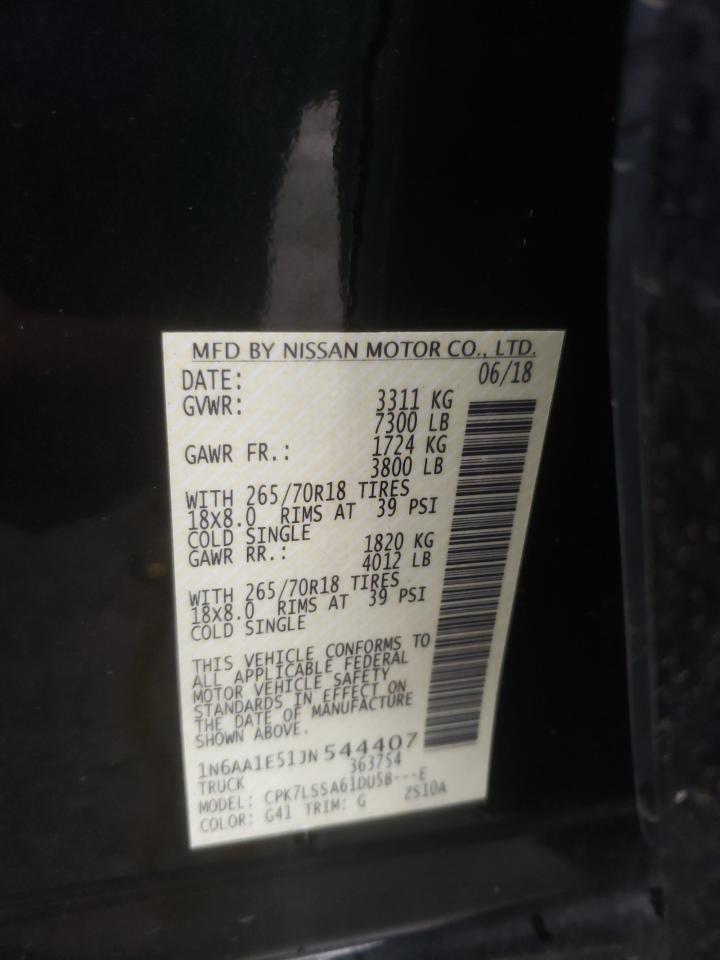 MFD BY NISSAN MOTOR CO., LTD.
DATE: 06/18
GVWR: 3311 KG
7300 LB
GAWR FR.: 1724 KG
3800 LB
WITH 265/70R18 TIRES
18X8.0 RIMS AT 39 PSI
COLD SINGLE
GAWR RR.: 1820 KG
4012 LB
WITH 265/70R18 TIRES
18X8.0 RIMS AT 39 PSI
COLD SINGLE
THIS VEHICLE CONFORMS TO
ALL APPLICABLE FEDERAL
MOTOR VEHICLE SAFETY
STANDARDS IN EFFECT ON
THE DATE OF MANUFACTURE
SHOWN ABOVE.
1N6AA1E51JN544407
TRUCK 363754
MODEL: CPK7LSSA61DU5B---E
COLOR: G41 TRIM: G ZS10A